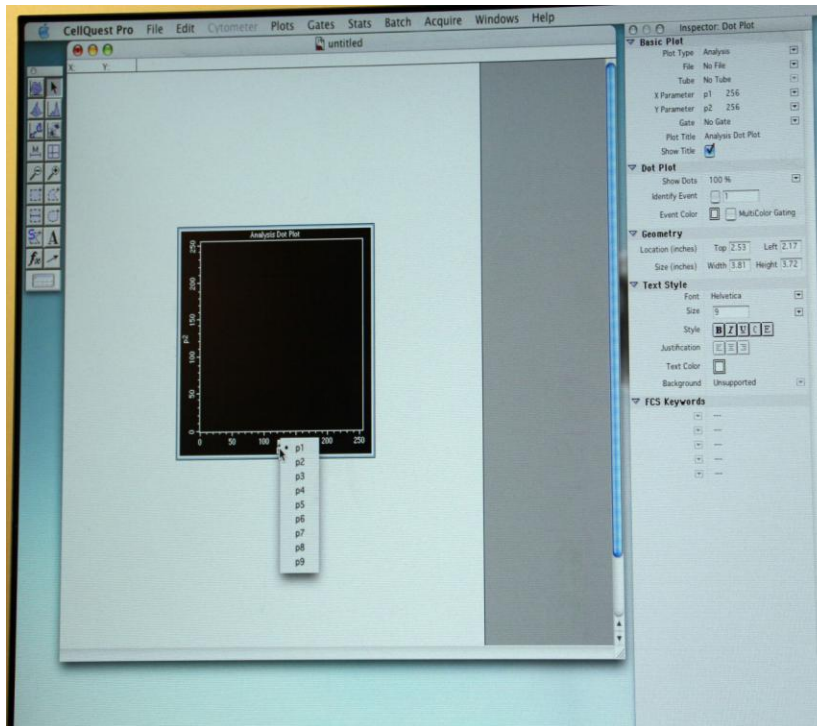 CellQuest Pro File Edit Cytometer Plots Gates Stats Batch Acquire Windows Help
untitled
X: Y:
M
A
Analysis Dot Plot
250
200
150
p2
100
50
0
0 50 100 200 250
p1
p2
p3
p4
p5
p6
p7
p8
p9
Inspector: Dot Plot
Basic Plot
Plot Type Analysis
File No File
Tube No Tube
X Parameter p1 256
Y Parameter p2 256
Gate No Gate
Plot Title Analysis Dot Plot
Show Title
Dot Plot
Show Dots 100 %
Identify Event 1
Event Color MultiColor Gating
Geometry
Location (inches) Top 2.53 Left 2.17
Size (inches) Width 3.81 Height 3.72
Text Style
Font Helvetica
Size 9
Style B I U C E
Justification
Text Color
Background Unsupported
FCS Keywords